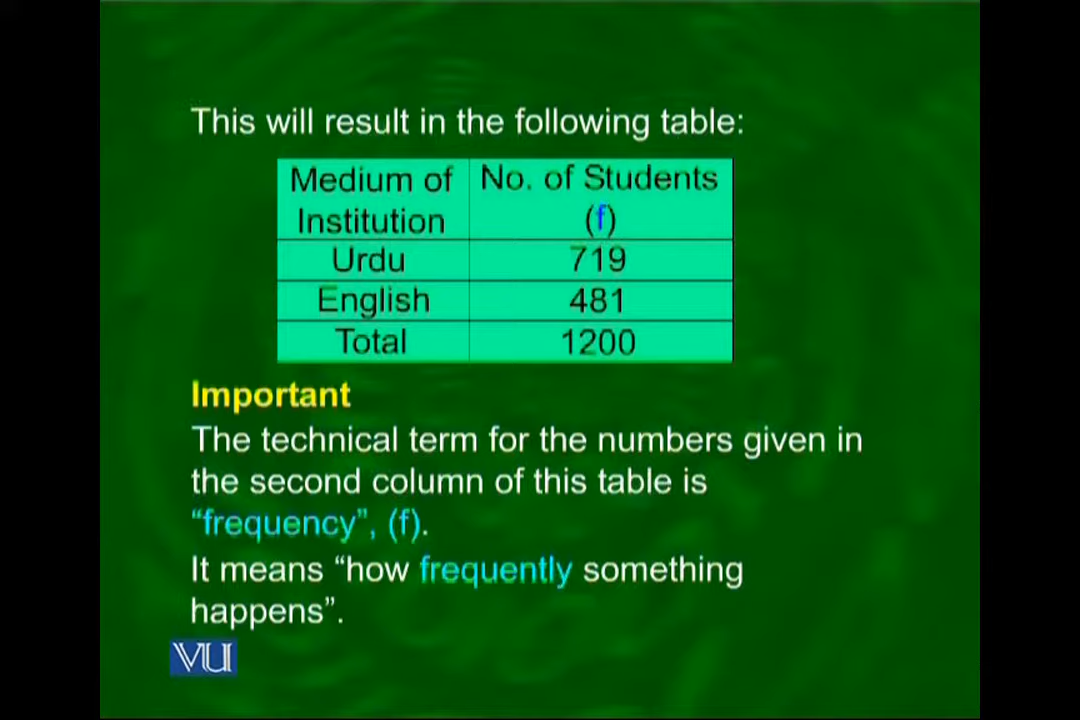 This will result in the following table:
Medium of No. of Students
Institution (f)
Urdu 719
English 481
Total 1200
Important
The technical term for the numbers given in
the second column of this table is
“frequency”, (f).
It means “how frequently something
happens”.
VU